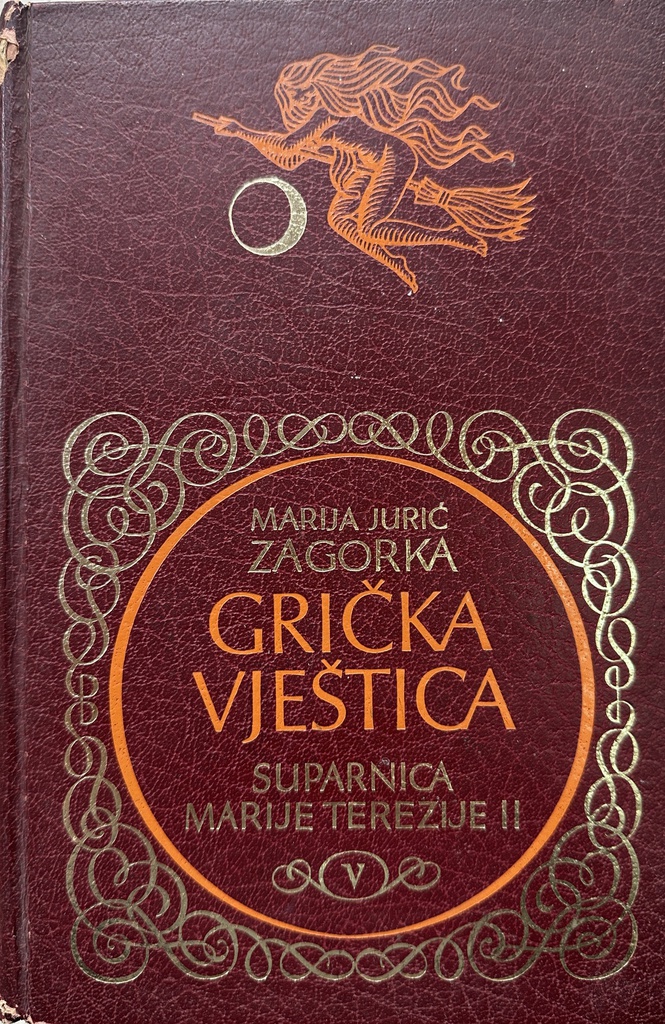 MARIJA JURIĆ
ZAGORKA
GRIČKA
VJEŠTICA
SUPARNICA
MARIJE TEREZIJE II
V